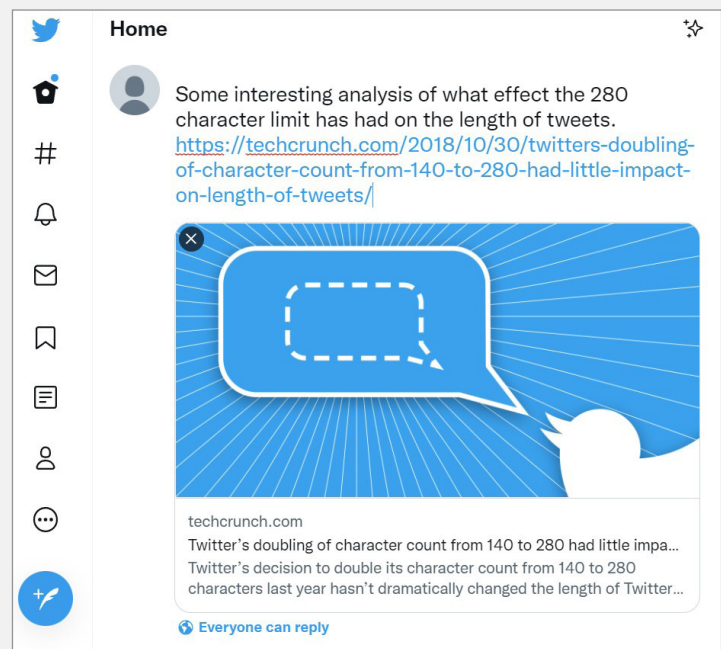 Home
Some interesting analysis of what effect the 280
character limit has had on the length of tweets.
https://techcrunch.com/2018/10/30/twitters-doubling-
of-character-count-from-140-to-280-had-little-impact-
on-length-of-tweets/
techcrunch.com
Twitter’s doubling of character count from 140 to 280 had little impa...
Twitter’s decision to double its character count from 140 to 280
characters last year hasn’t dramatically changed the length of Twitter...
Everyone can reply